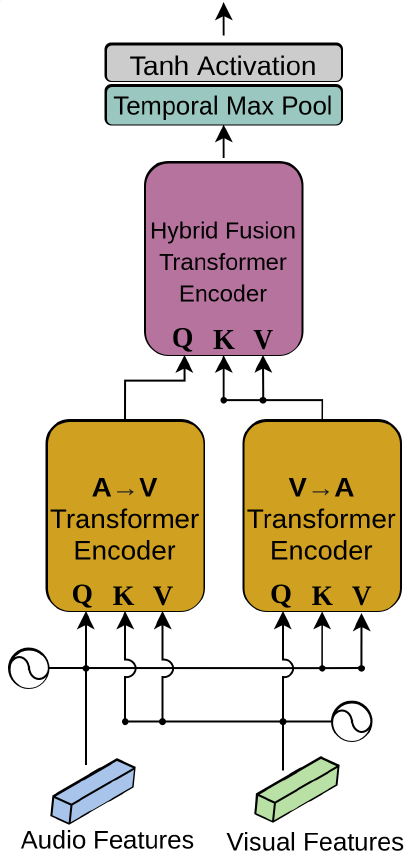 Tanh Activation
Temporal Max Pool
Hybrid Fusion
Transformer
Encoder
Q K V
A→V
Transformer
Encoder
Q K V
V→A
Transformer
Encoder
Q K V
Audio Features
Visual Features